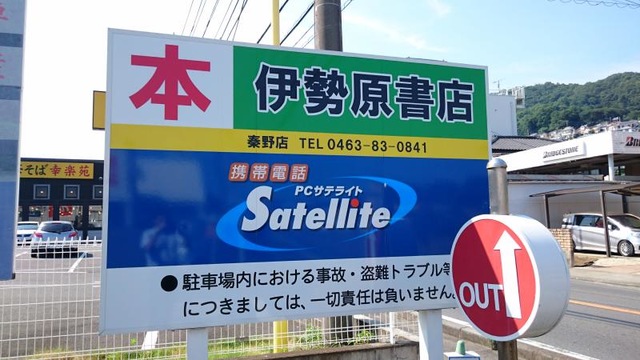 本
伊勢原書店
秦野店 TEL 0463-83-0841
携帯電話
PCサテライト
Satellite
●駐車場内における事故・盗難トラブル等
につきましては、一切責任は負いません。
OUT
そば 幸楽苑
BRIDGESTONE